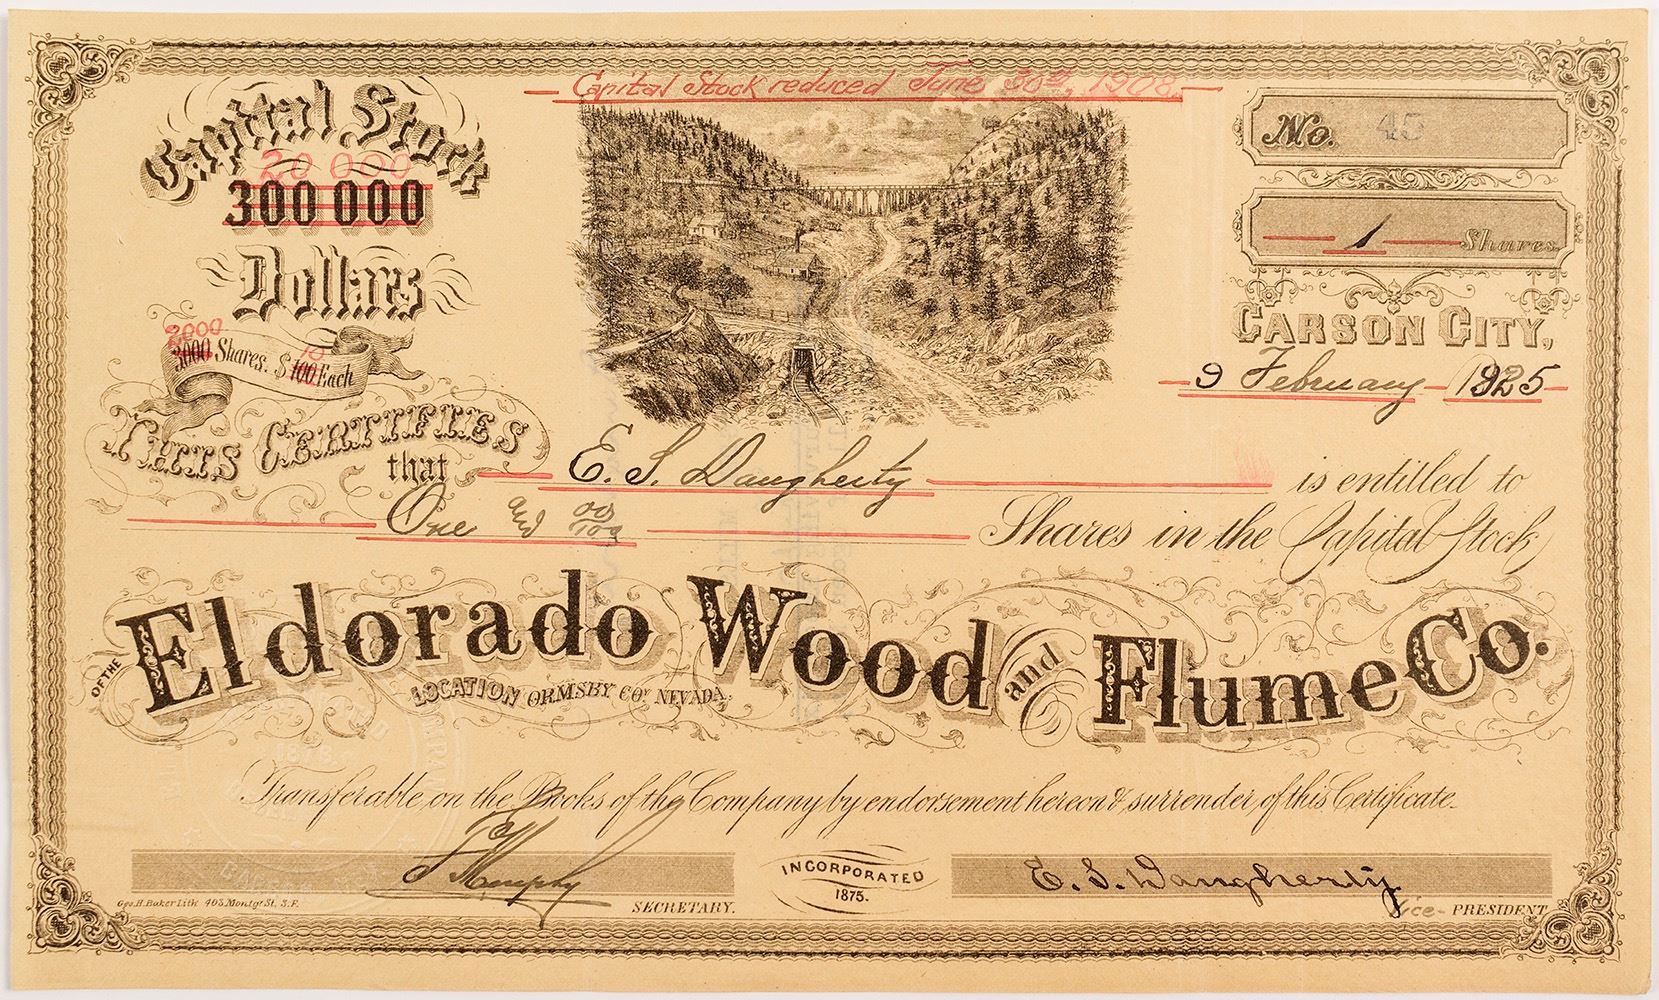 Capital Stock reduced June 30th, 1908.
Capital Stock
20 000
300 000
Dollars
2000
3000 Shares. $ 10 100 Each
No. 45
1 Shares
CARSON CITY,
9 February 1925
THIS CERTIFIES
that E. S. Daugherty is entilled to
One and 00/100 Shares in the Capital Stock
OF THE Eldorado Wood and Flume Co.
LOCATION ORMSBY CO. NEVADA.
Transferable on the Books of the Company by endorsement hereon & surrender of this Certificate.
Murphy
SECRETARY.
INCORPORATED
1875.
E. S. Daugherty
Vice- PRESIDENT
Geo. H. Baker Lith 408 Montgy St. S.F.